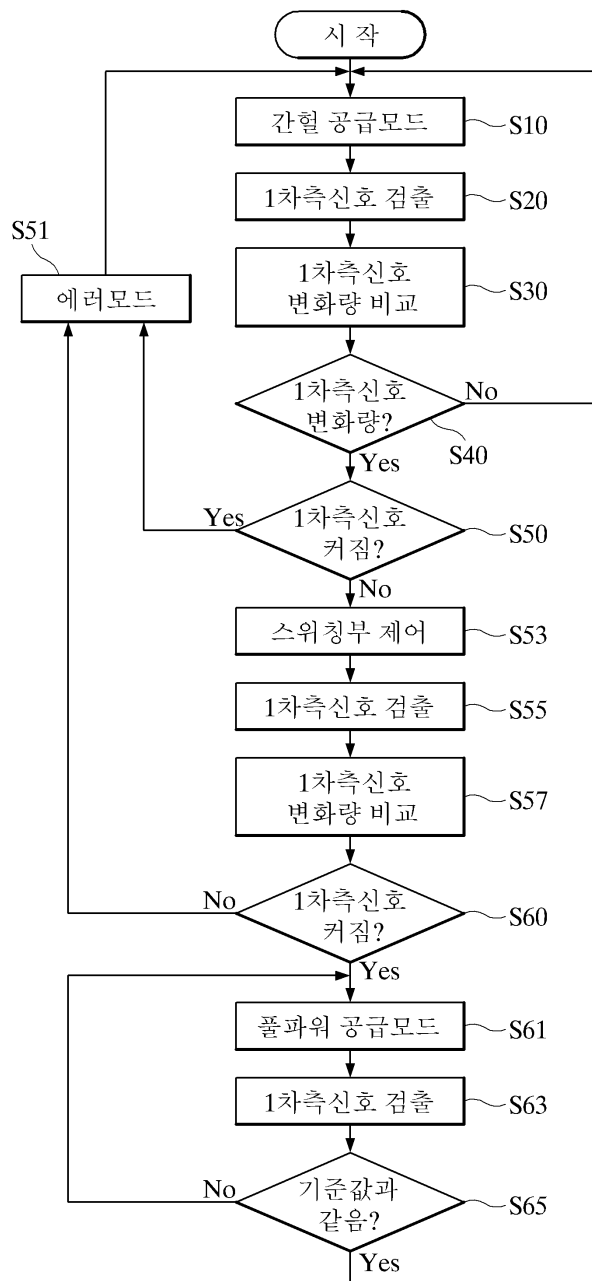 시 작
간헐 공급모드
S10
1차측신호 검출
S20
S51
에러모드
1차측신호
변화량 비교
S30
1차측신호
변화량?
No
S40
Yes
1차측신호
커짐?
Yes
S50
No
스위칭부 제어
S53
1차측신호 검출
S55
1차측신호
변화량 비교
S57
1차측신호
커짐?
No
S60
Yes
풀파워 공급모드
S61
1차측신호 검출
S63
기준값과
같음?
No
S65
Yes